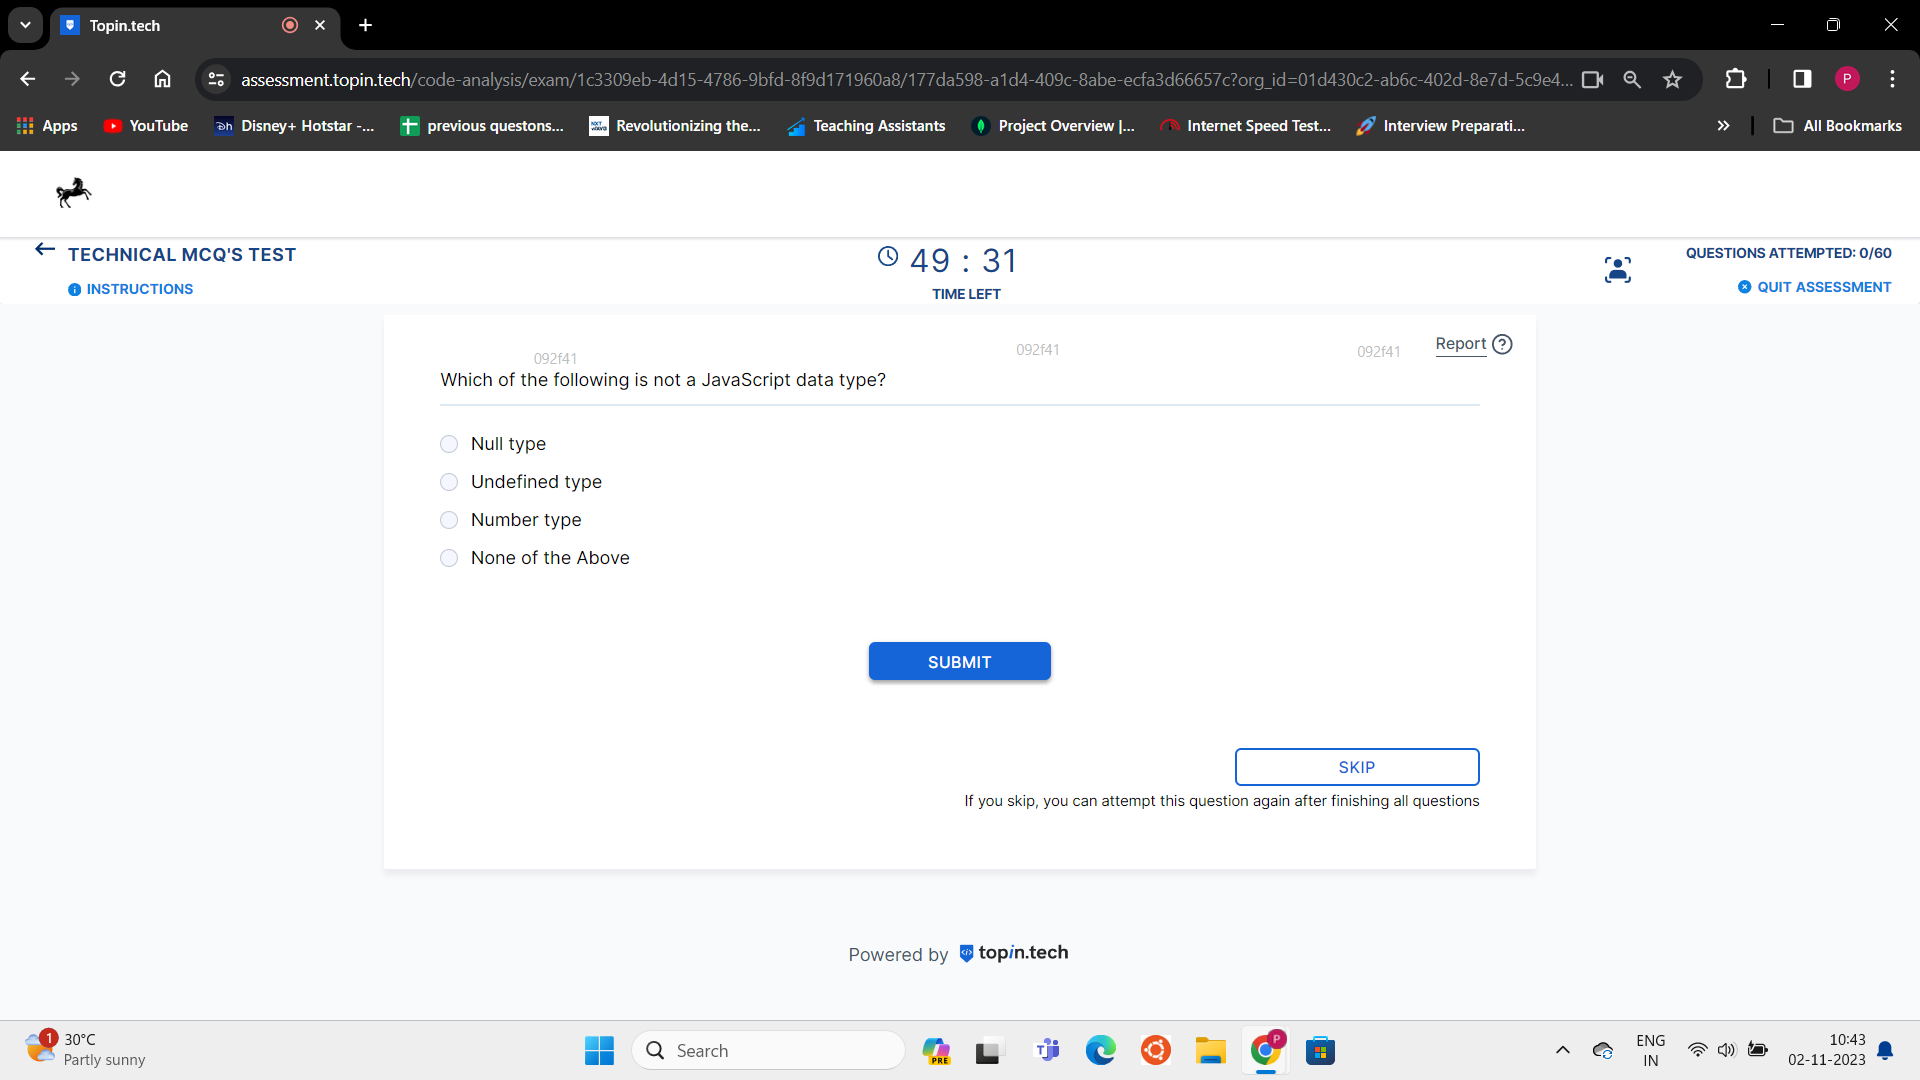 Topin.tech
assessment.topin.tech/code-analysis/exam/1c3309eb-4d15-4786-9bfd-8f9d171960a8/177da598-a1d4-409c-8abe-ecfa3d66657c?org_id=01d430c2-ab6c-402d-8e7d-5c9e4...
P
Apps YouTube Disney+ Hotstar -... previous questons... Revolutionizing the... Teaching Assistants Project Overview |... Internet Speed Test... Interview Preparati... » All Bookmarks
TECHNICAL MCQ'S TEST
INSTRUCTIONS
49 : 31
TIME LEFT
QUESTIONS ATTEMPTED: 0/60
QUIT ASSESSMENT
Report
092f41 092f41 092f41
Which of the following is not a JavaScript data type?
Null type
Undefined type
Number type
None of the Above
SUBMIT
SKIP
If you skip, you can attempt this question again after finishing all questions
Powered by topin.tech
1
30°C
Partly sunny
Search
PRE
P
ENG
IN
10:43
02-11-2023